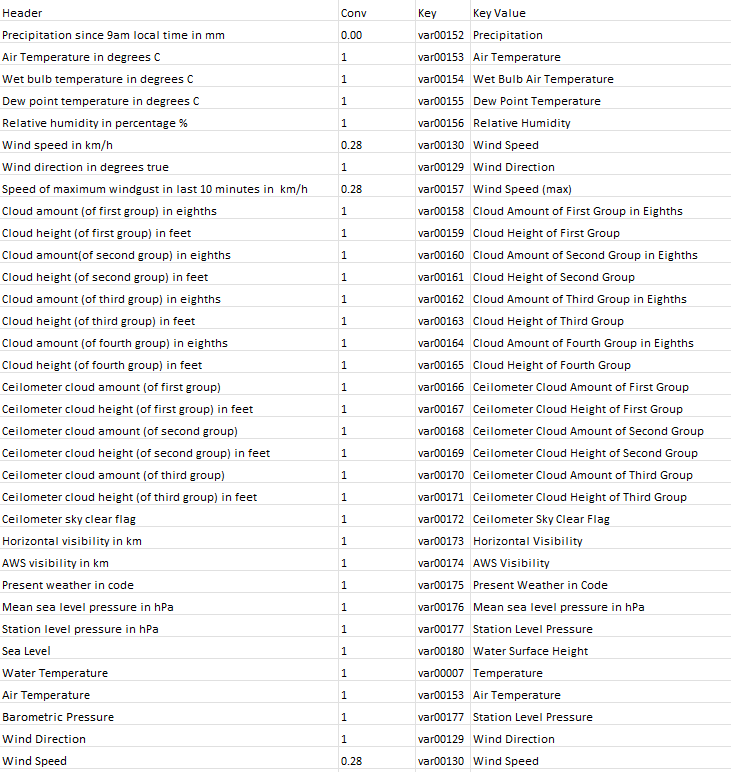 Header Conv Key Key Value
Precipitation since 9am local time in mm 0.00 var00152 Precipitation
Air Temperature in degrees C 1 var00153 Air Temperature
Wet bulb temperature in degrees C 1 var00154 Wet Bulb Air Temperature
Dew point temperature in degrees C 1 var00155 Dew Point Temperature
Relative humidity in percentage % 1 var00156 Relative Humidity
Wind speed in km/h 0.28 var00130 Wind Speed
Wind direction in degrees true 1 var00129 Wind Direction
Speed of maximum windgust in last 10 minutes in  km/h 0.28 var00157 Wind Speed (max)
Cloud amount (of first group) in eighths 1 var00158 Cloud Amount of First Group in Eighths
Cloud height (of first group) in feet 1 var00159 Cloud Height of First Group
Cloud amount(of second group) in eighths 1 var00160 Cloud Amount of Second Group in Eighths
Cloud height (of second group) in feet 1 var00161 Cloud Height of Second Group
Cloud amount (of third group) in eighths 1 var00162 Cloud Amount of Third Group in Eighths
Cloud height (of third group) in feet 1 var00163 Cloud Height of Third Group
Cloud amount (of fourth group) in eighths 1 var00164 Cloud Amount of Fourth Group in Eighths
Cloud height (of fourth group) in feet 1 var00165 Cloud Height of Fourth Group
Ceilometer cloud amount (of first group) 1 var00166 Ceilometer Cloud Amount of First Group
Ceilometer cloud height (of first group) in feet 1 var00167 Ceilometer Cloud Height of First Group
Ceilometer cloud amount (of second group) 1 var00168 Ceilometer Cloud Amount of Second Group
Ceilometer cloud height (of second group) in feet 1 var00169 Ceilometer Cloud Height of Second Group
Ceilometer cloud amount (of third group) 1 var00170 Ceilometer Cloud Amount of Third Group
Ceilometer cloud height (of third group) in feet 1 var00171 Ceilometer Cloud Height of Third Group
Ceilometer sky clear flag 1 var00172 Ceilometer Sky Clear Flag
Horizontal visibility in km 1 var00173 Horizontal Visibility
AWS visibility in km 1 var00174 AWS Visibility
Present weather in code 1 var00175 Present Weather in Code
Mean sea level pressure in hPa 1 var00176 Mean sea level pressure in hPa
Station level pressure in hPa 1 var00177 Station Level Pressure
Sea Level 1 var00180 Water Surface Height
Water Temperature 1 var00007 Temperature
Air Temperature 1 var00153 Air Temperature
Barometric Pressure 1 var00177 Station Level Pressure
Wind Direction 1 var00129 Wind Direction
Wind Speed 0.28 var00130 Wind Speed